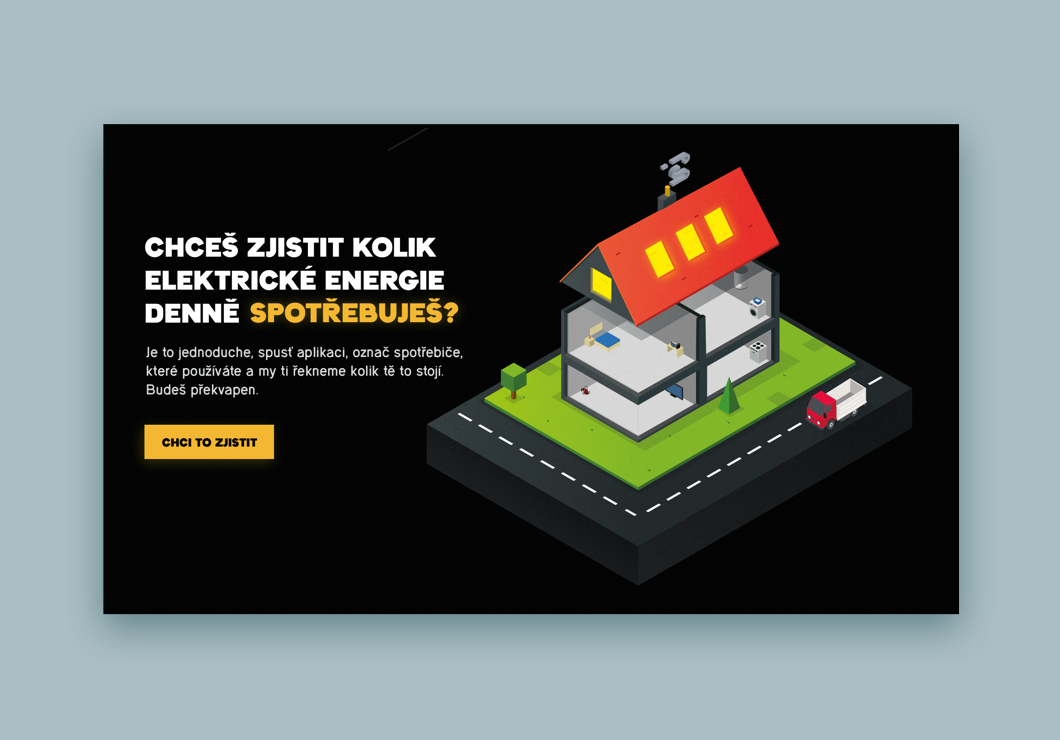 CHCEŠ ZJISTIT KOLIK
ELEKTRICKÉ ENERGIE
DENNĚ SPOTŘEBUJEŠ?
Je to jednoduche, spusť aplikaci, označ spotřebiče,
které používáte a my ti řekneme kolik tě to stojí.
Budeš překvapen.
CHCI TO ZJISTIT